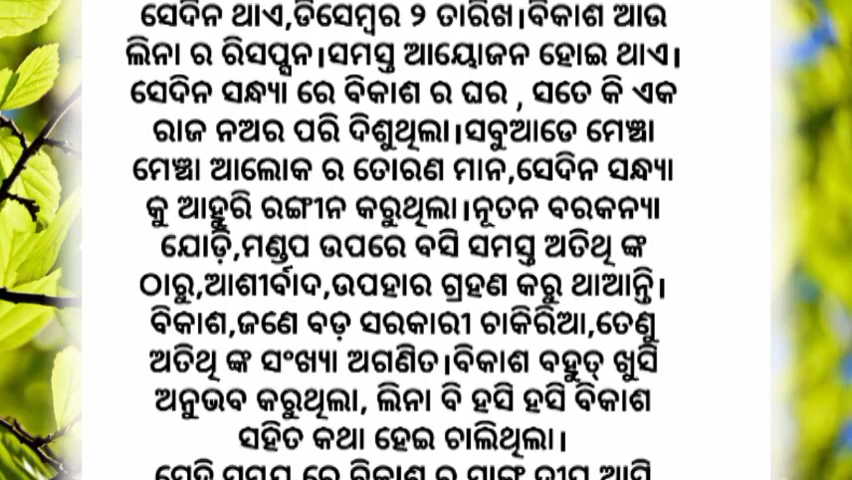 ସେଦିନ ଥାଏ,ଡିସେମ୍ବର ୨ ତାରିଖ।ବିକାଶ ଆଉ
ଲିନା ର ରିସପ୍ସନ।ସମସ୍ତ ଆୟୋଜନ ହୋଇ ଥାଏ।
ସେଦିନ ସନ୍ଧ୍ୟା ରେ ବିକାଶ ର ଘର , ସତେ କି ଏକ
ରାଜ ନଅର ପରି ଦିଶୁଥିଲା।ସବୁଆଡେ ମେଞ୍ଚା
ମେଞ୍ଚା ଆଲୋକ ର ତୋରଣ ମାନ,ସେଦିନ ସନ୍ଧ୍ୟା
କୁ ଆହୁରି ରଙ୍ଗୀନ କରୁଥିଲା।ନୂତନ ବରକନ୍ୟା
ଯୋଡ଼ି,ମଣ୍ଡପ ଉପରେ ବସି ସମସ୍ତ ଅତିଥି ଙ୍କ
ଠାରୁ,ଆଶୀର୍ବାଦ,ଉପହାର ଗ୍ରହଣ କରୁ ଥାଆନ୍ତି।
ବିକାଶ,ଜଣେ ବଡ଼ ସରକାରୀ ଚାକିରିଆ,ତେଣୁ
ଅତିଥି ଙ୍କ ସଂଖ୍ୟା ଅଗଣିତ।ବିକାଶ ବହୁତ୍ ଖୁସି
ଅନୁଭବ କରୁଥିଲା, ଲିନା ବି ହସି ହସି ବିକାଶ
ସହିତ କଥା ହେଇ ଚାଲିଥିଲା।